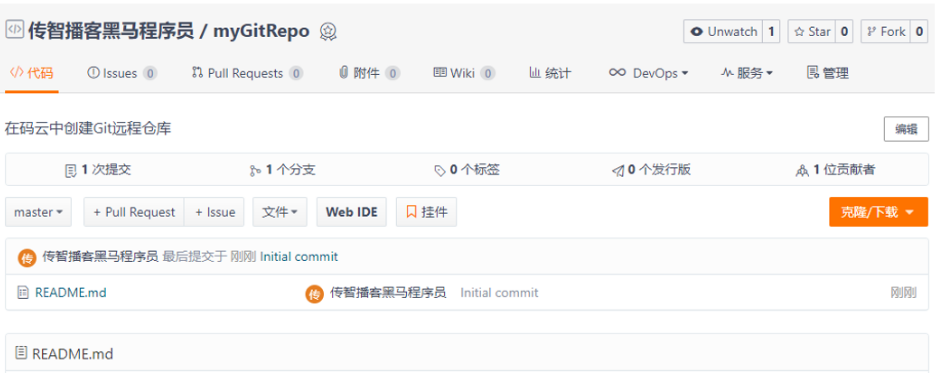 传智播客黑马程序员 / myGitRepo Unwatch 1 Star 0 Fork 0
代码 Issues 0 Pull Requests 0 附件 0 Wiki 0 统计 DevOps 服务 管理
在码云中创建Git远程仓库 编辑
1 次提交 1 个分支 0 个标签 0 个发行版 1 位贡献者
master + Pull Request + Issue 文件 Web IDE 挂件 克隆/下载
传 传智播客黑马程序员 最后提交于 刚刚 Initial commit
README.md 传 传智播客黑马程序员 Initial commit 刚刚
README.md